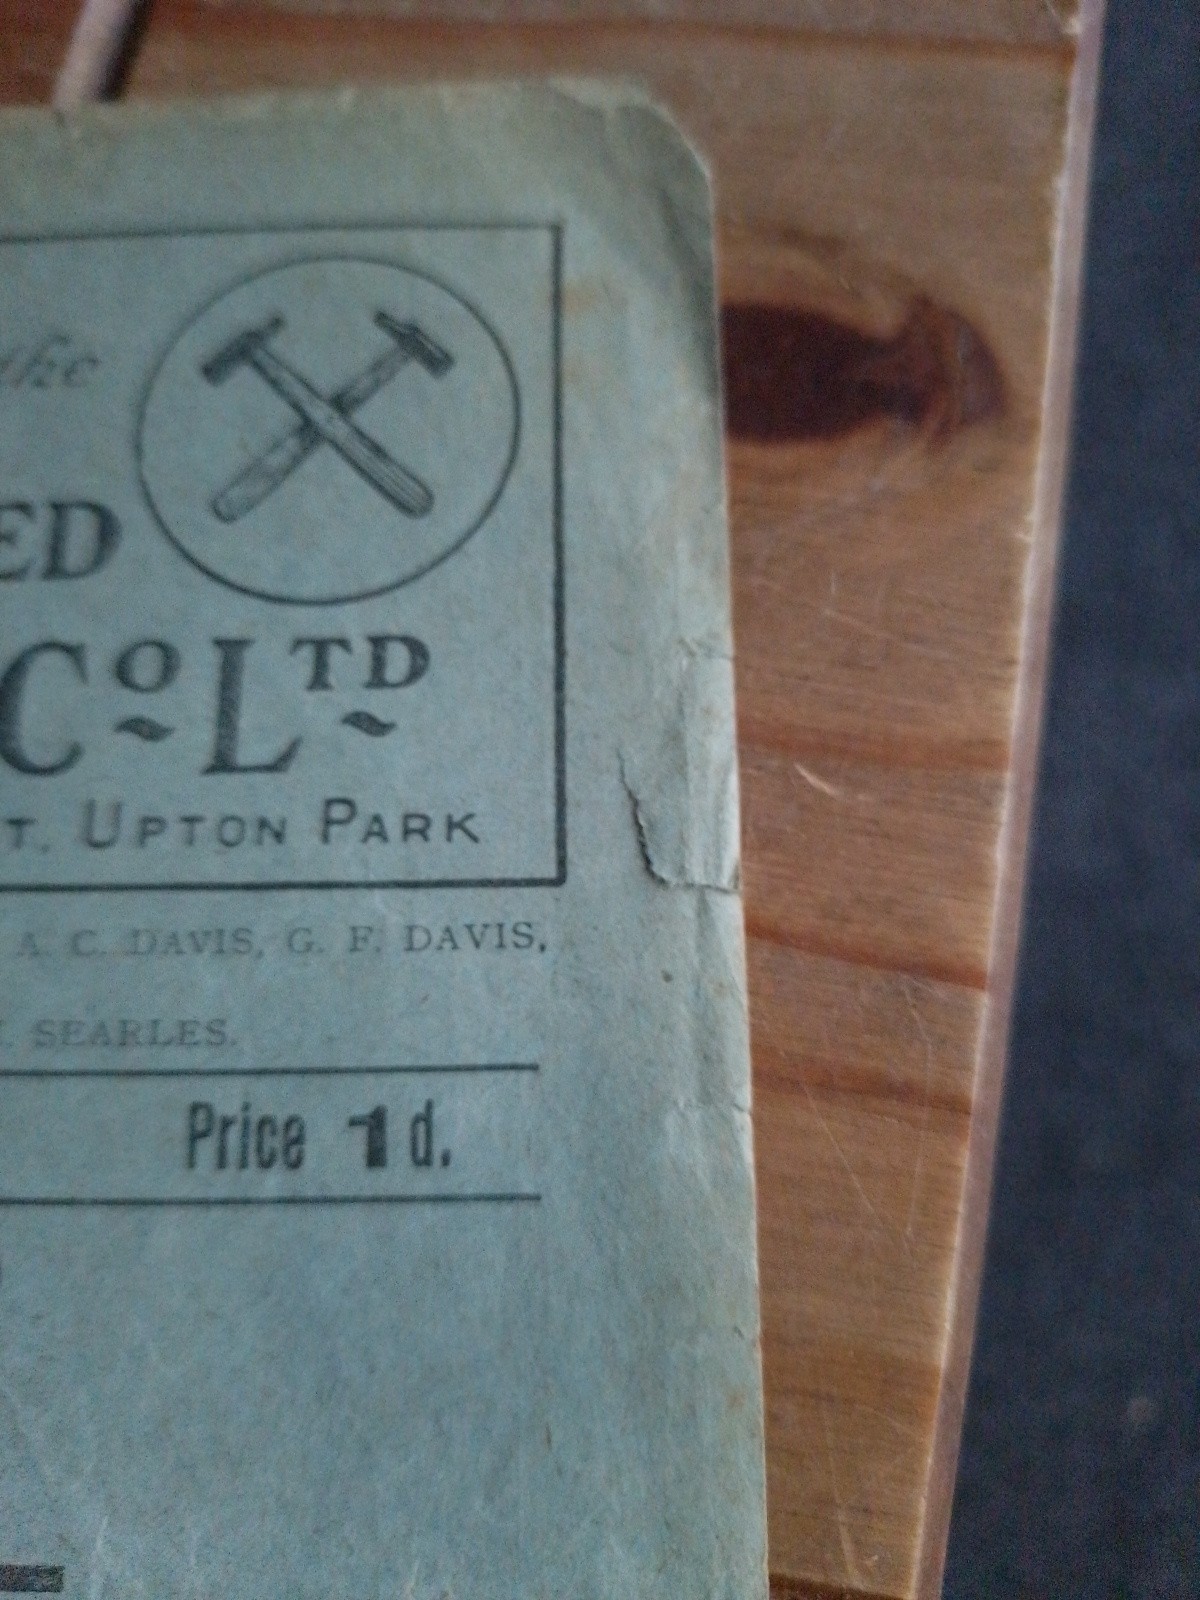 the
ED
Co LTD
T. UPTON PARK
A. C. DAVIS, G. F. DAVIS,
SEARLES.
Price 1d.